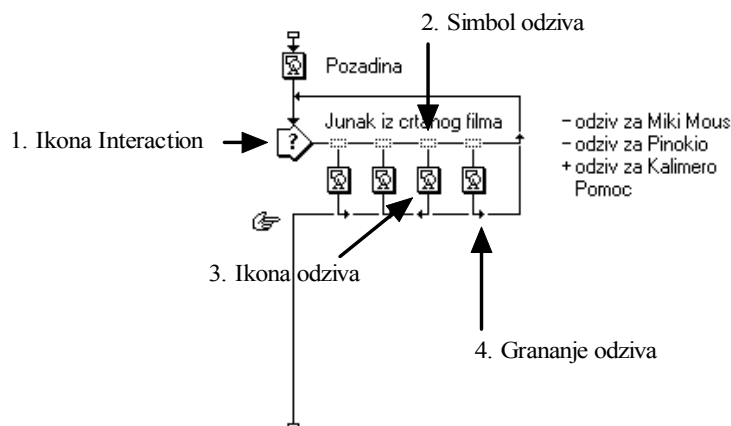 2. Simbol odziva
Pozadina
1. Ikona Interaction
?
Junak iz crtanog filma
– odziv za Miki Mous
– odziv za Pinokio
+ odziv za Kalimero
Pomoc
3. Ikona odziva
4. Grananje odziva